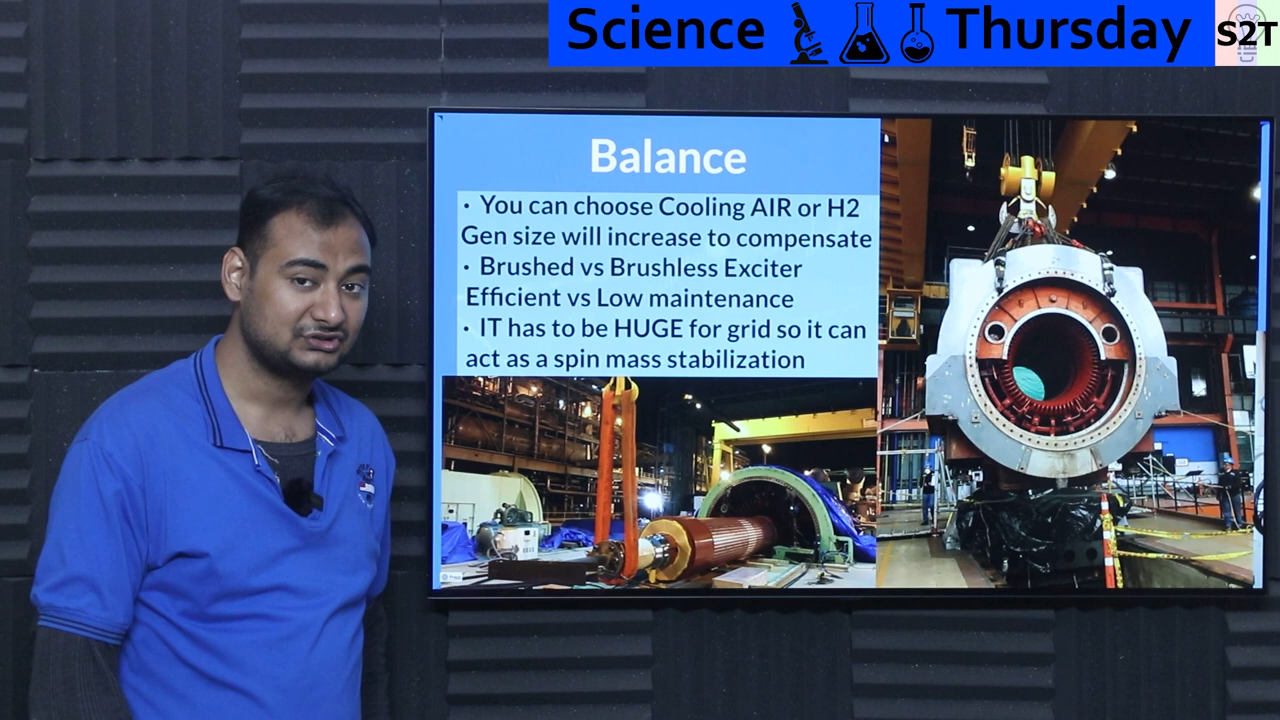 Science Thursday
S2T
Balance
· You can choose Cooling AIR or H2
Gen size will increase to compensate
· Brushed vs Brushless Exciter
Efficient vs Low maintenance
· IT has to be HUGE for grid so it can
act as a spin mass stabilization